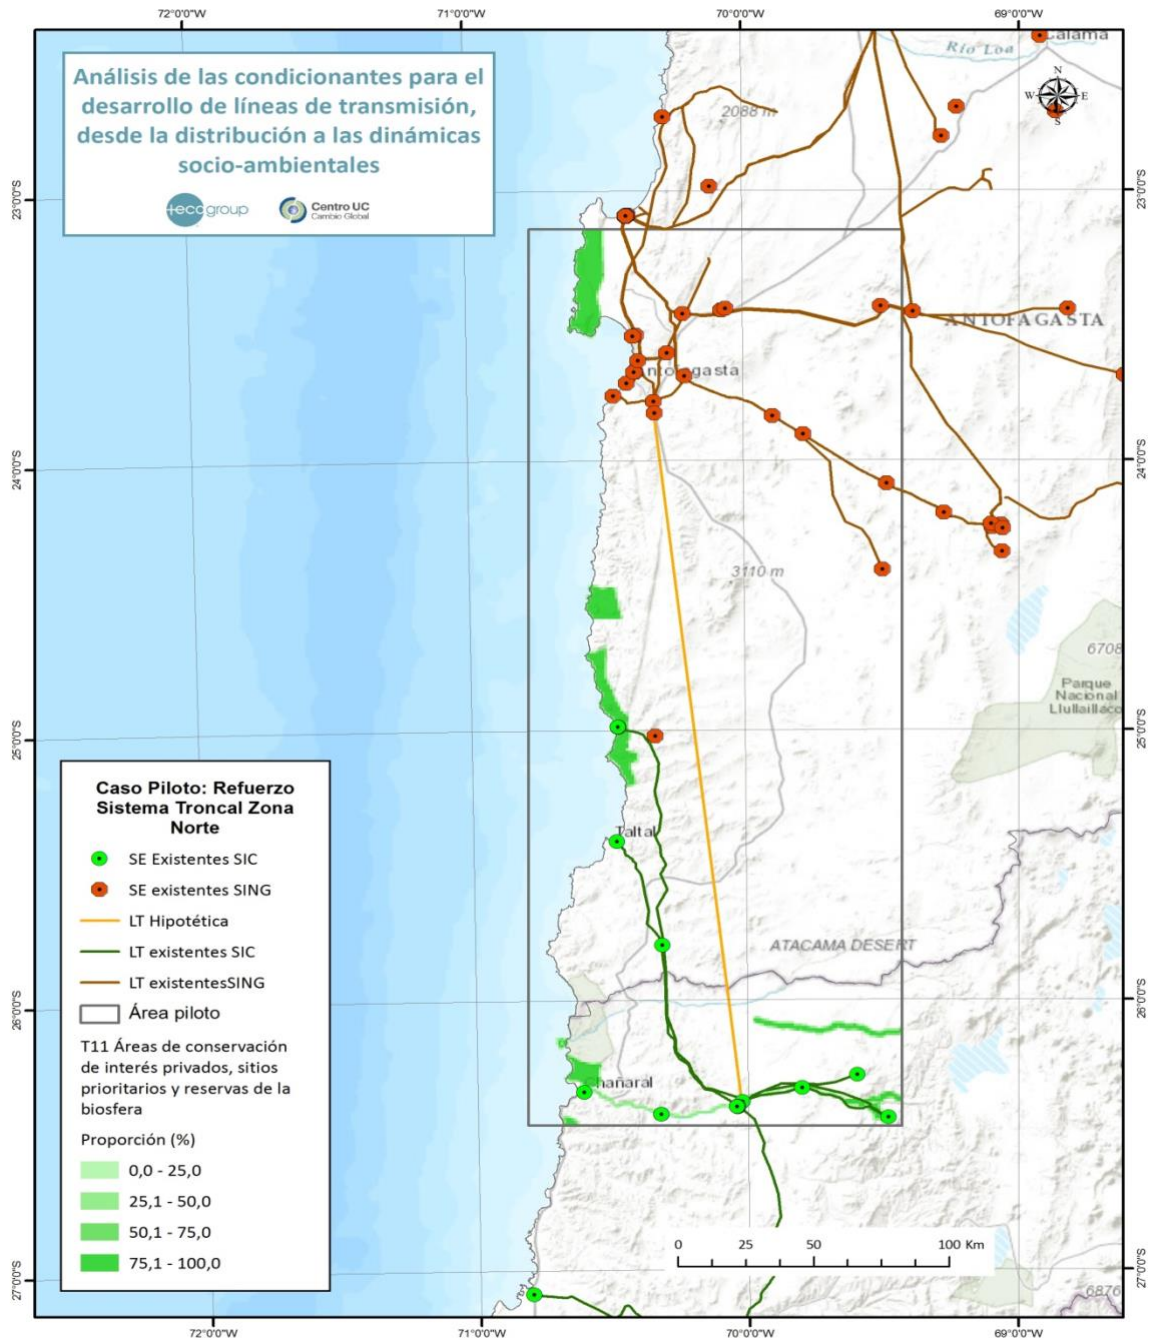 72°0'0"W
71°0'0"W
70°0'0"W
69°0'0"W
Análisis de las condicionantes para el
desarrollo de líneas de transmisión,
desde la distribución a las dinámicas
socio-ambientales
tecogroup
Centro UC
Cambio Global
Calama
Río Loa
N
W
E
S
2088 m
23°0'0"S
23°0'0"S
ANTOFAGASTA
Antofagasta
24°0'0"S
24°0'0"S
3110 m
6708
Parque
Nacional
Llullaillaco
25°0'0"S
25°0'0"S
Taltal
ATACAMA DESERT
26°0'0"S
26°0'0"S
Chañaral
Caso Piloto: Refuerzo
Sistema Troncal Zona
Norte
SE Existentes SIC
SE existentes SING
LT Hipotética
LT existentes SIC
LT existentesSING
Área piloto
T11 Áreas de conservación
de interés privados, sitios
prioritarios y reservas de la
biosfera
Proporción (%)
0,0 - 25,0
25,1 - 50,0
50,1 - 75,0
75,1 - 100,0
0 25 50 100 Km
27°0'0"S
27°0'0"S
6876
72°0'0"W
71°0'0"W
70°0'0"W
69°0'0"W